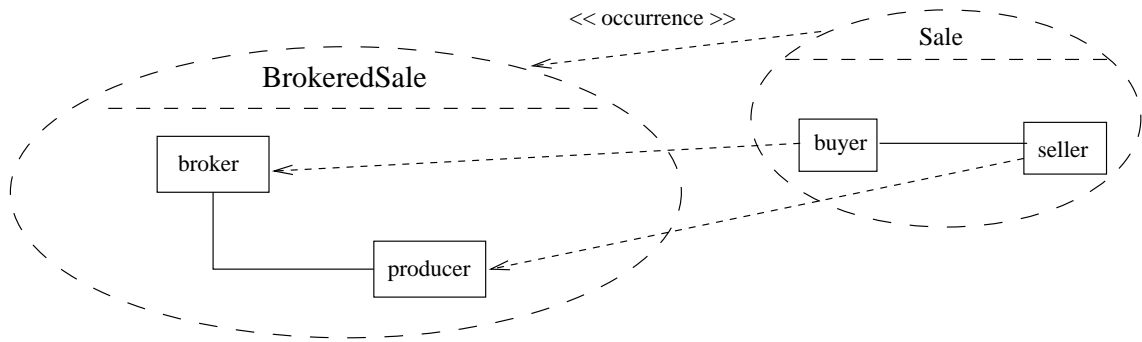 << occurrence >>
Sale
BrokeredSale
broker
buyer
seller
producer